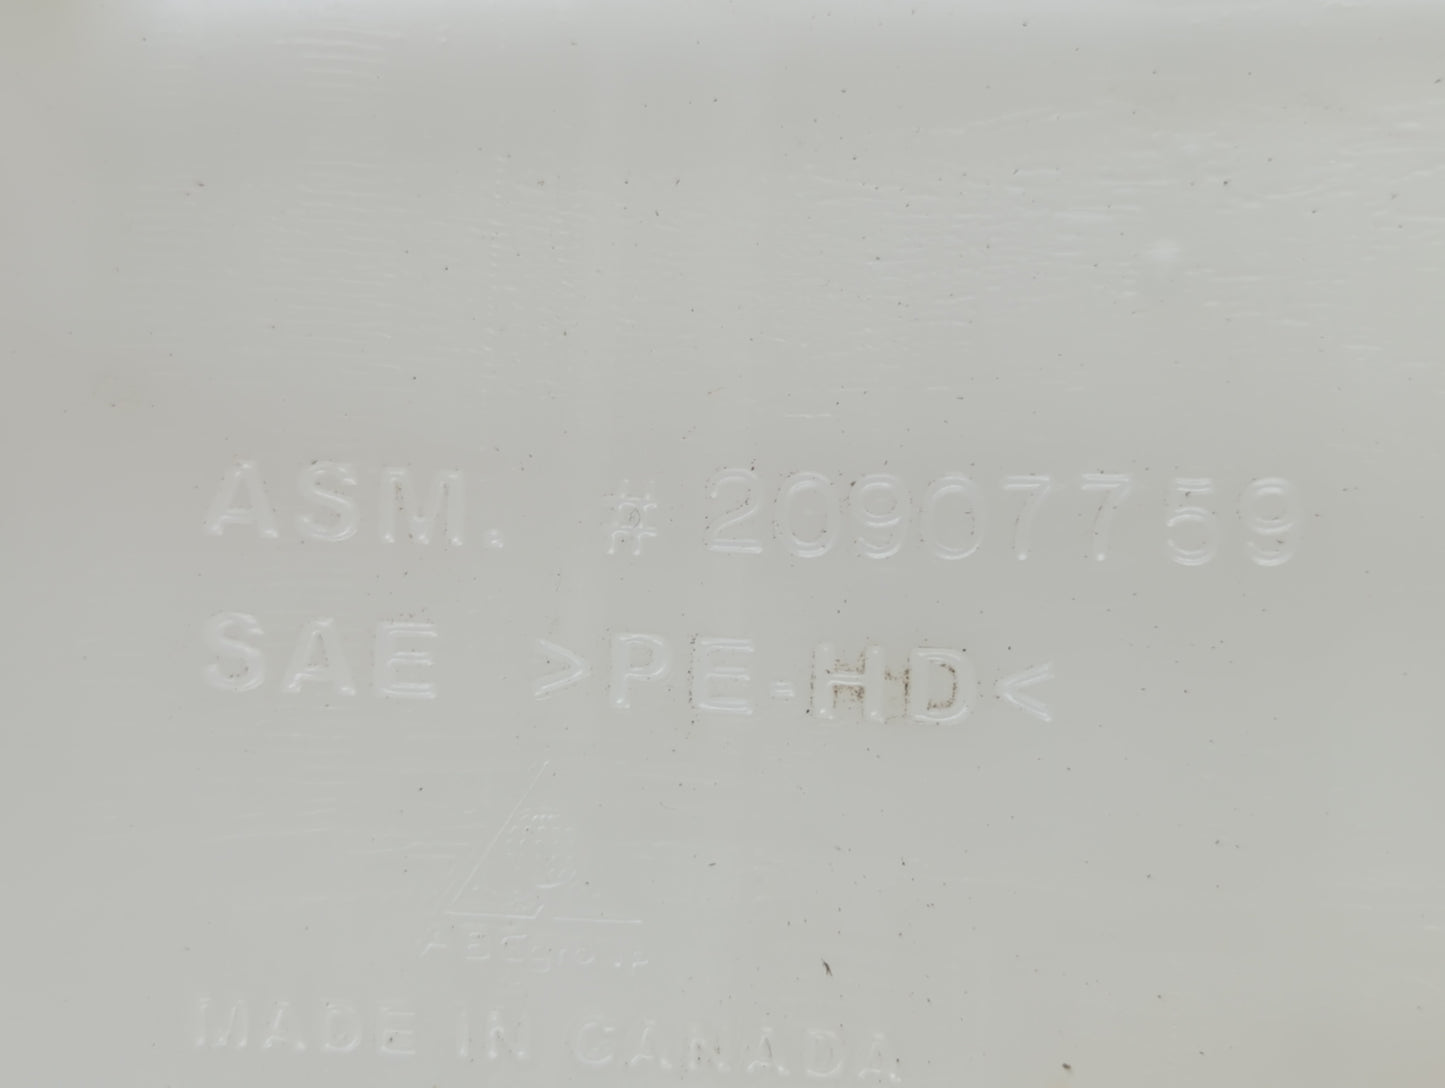 ASM. # 20907759
SAE >PE-HD<
ABCgroup
MADE IN CANADA